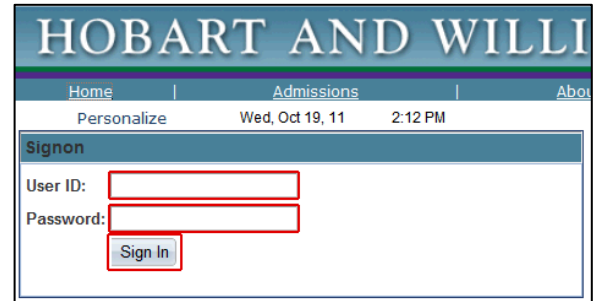 HOBART AND WILLI
Home | Admissions | Abou
Personalize Wed, Oct 19, 11 2:12 PM
Signon
User ID:
Password:
Sign In